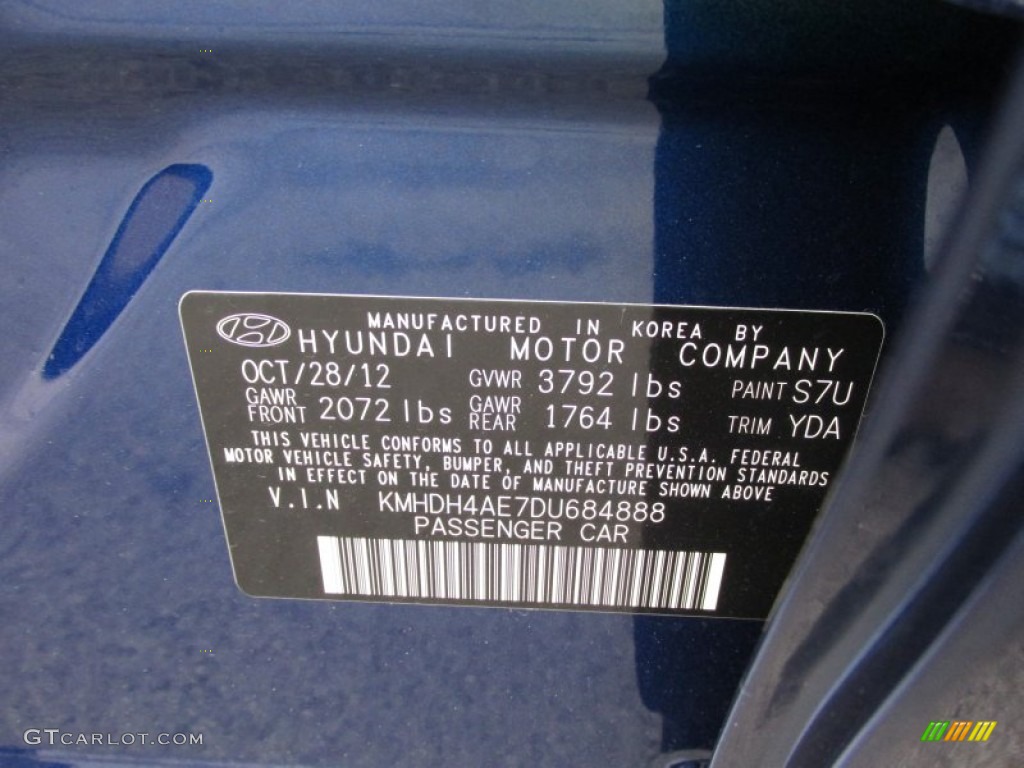 MANUFACTURED IN KOREA BY
HYUNDAI MOTOR COMPANY
OCT/28/12 GVWR 3792 lbs PAINT S7U
GAWR FRONT 2072 lbs GAWR REAR 1764 lbs TRIM YDA
THIS VEHICLE CONFORMS TO ALL APPLICABLE U.S.A. FEDERAL
MOTOR VEHICLE SAFETY, BUMPER, AND THEFT PREVENTION STANDARDS
IN EFFECT ON THE DATE OF MANUFACTURE SHOWN ABOVE
V.I.N KMHDH4AE7DU684888
PASSENGER CAR
GTCARLOT.COM